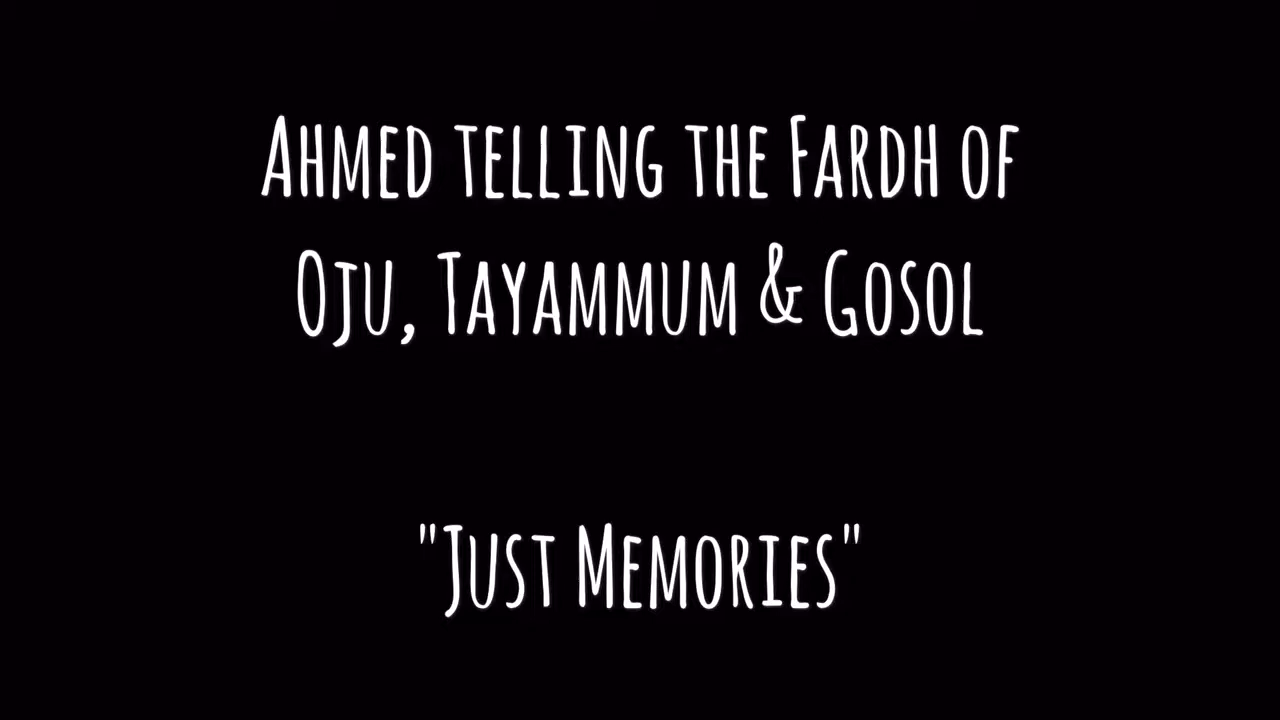 Ahmed telling the Fardh of
Oju, Tayammum & Gosol
"Just Memories"